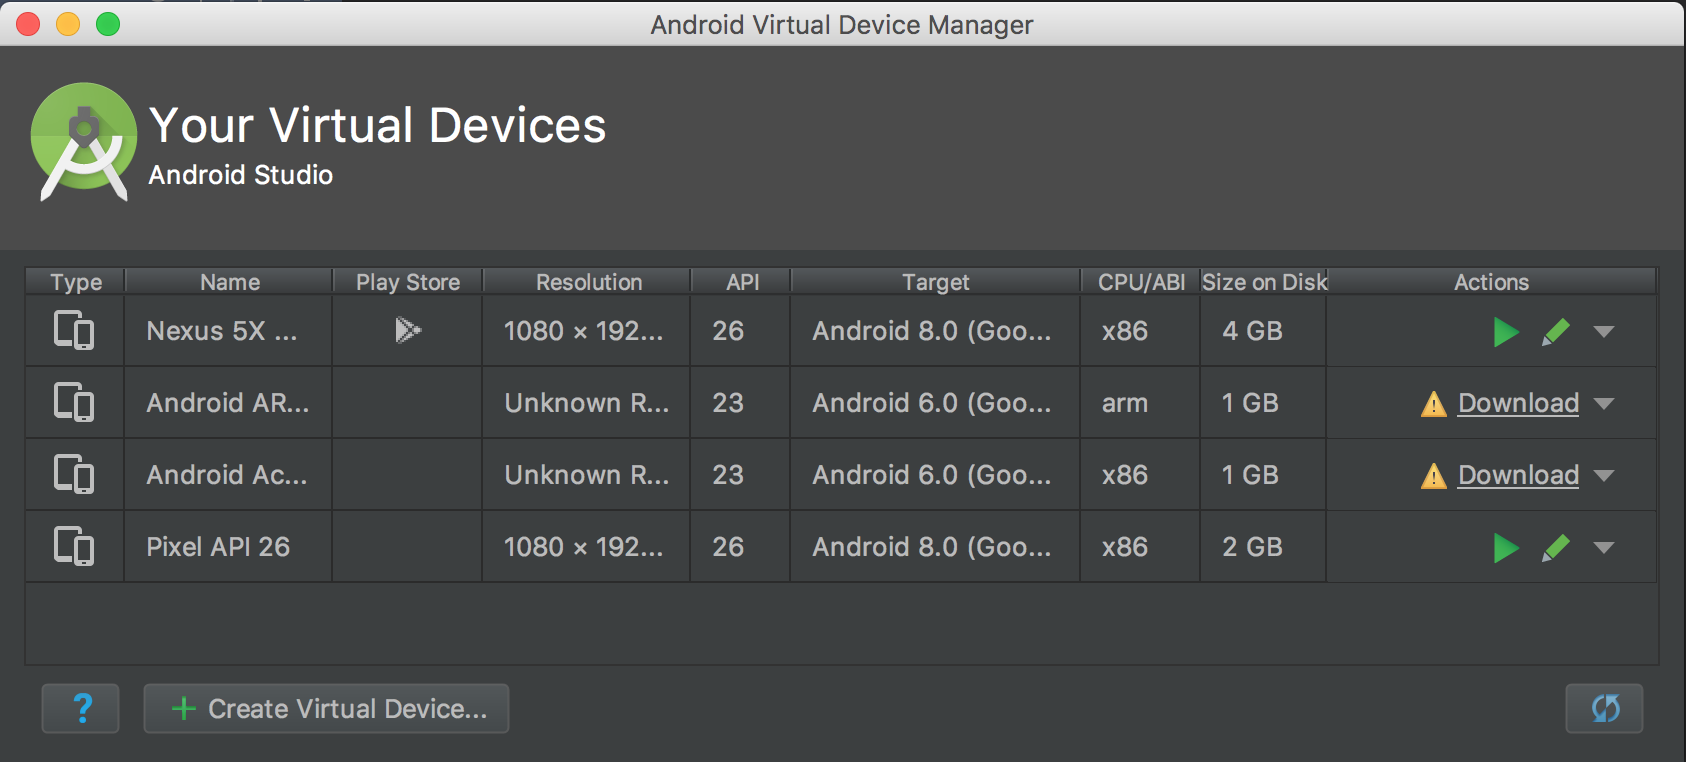 Android Virtual Device Manager
Your Virtual Devices
Android Studio
Type Name Play Store Resolution API Target CPU/ABI Size on Disk Actions
Nexus 5X ... 1080 × 192... 26 Android 8.0 (Goo... x86 4 GB
Android AR... Unknown R... 23 Android 6.0 (Goo... arm 1 GB Download
Android Ac... Unknown R... 23 Android 6.0 (Goo... x86 1 GB Download
Pixel API 26 1080 × 192... 26 Android 8.0 (Goo... x86 2 GB
? + Create Virtual Device...